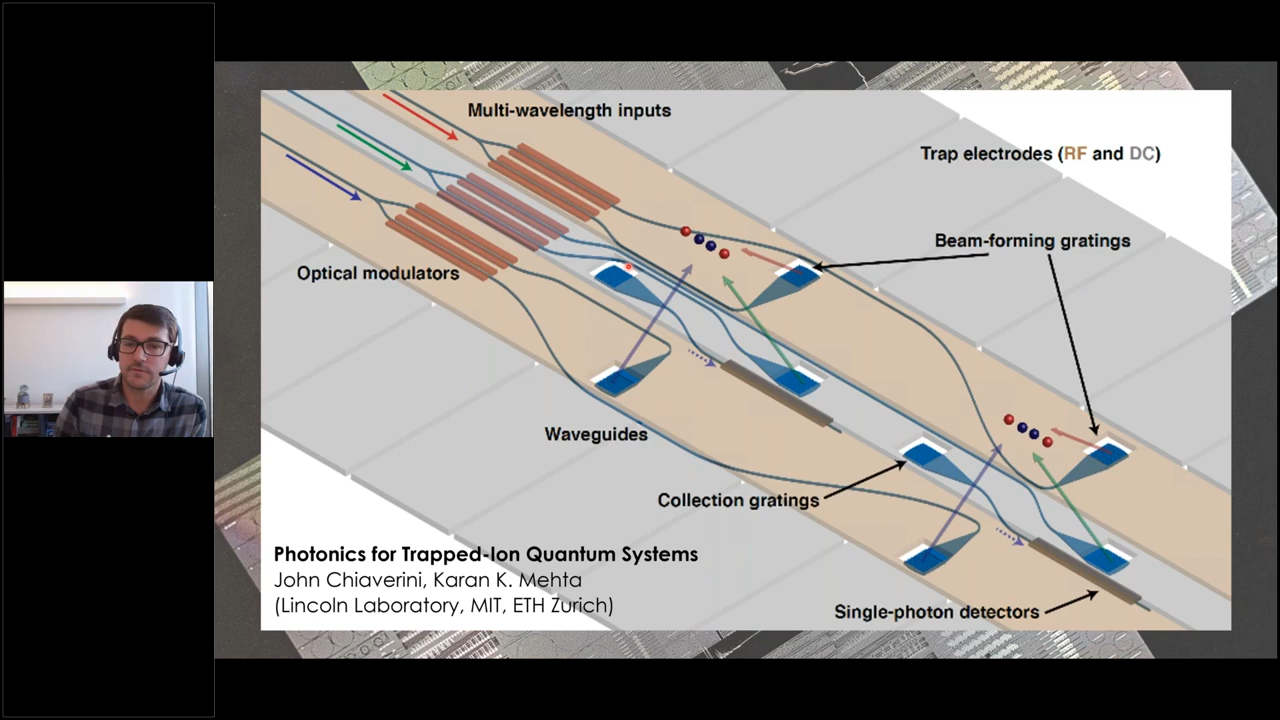 Multi-wavelength inputs
Trap electrodes (RF and DC)
Beam-forming gratings
Optical modulators
Waveguides
Collection gratings
Photonics for Trapped-Ion Quantum Systems
John Chiaverini, Karan K. Mehta
(Lincoln Laboratory, MIT, ETH Zurich)
Single-photon detectors